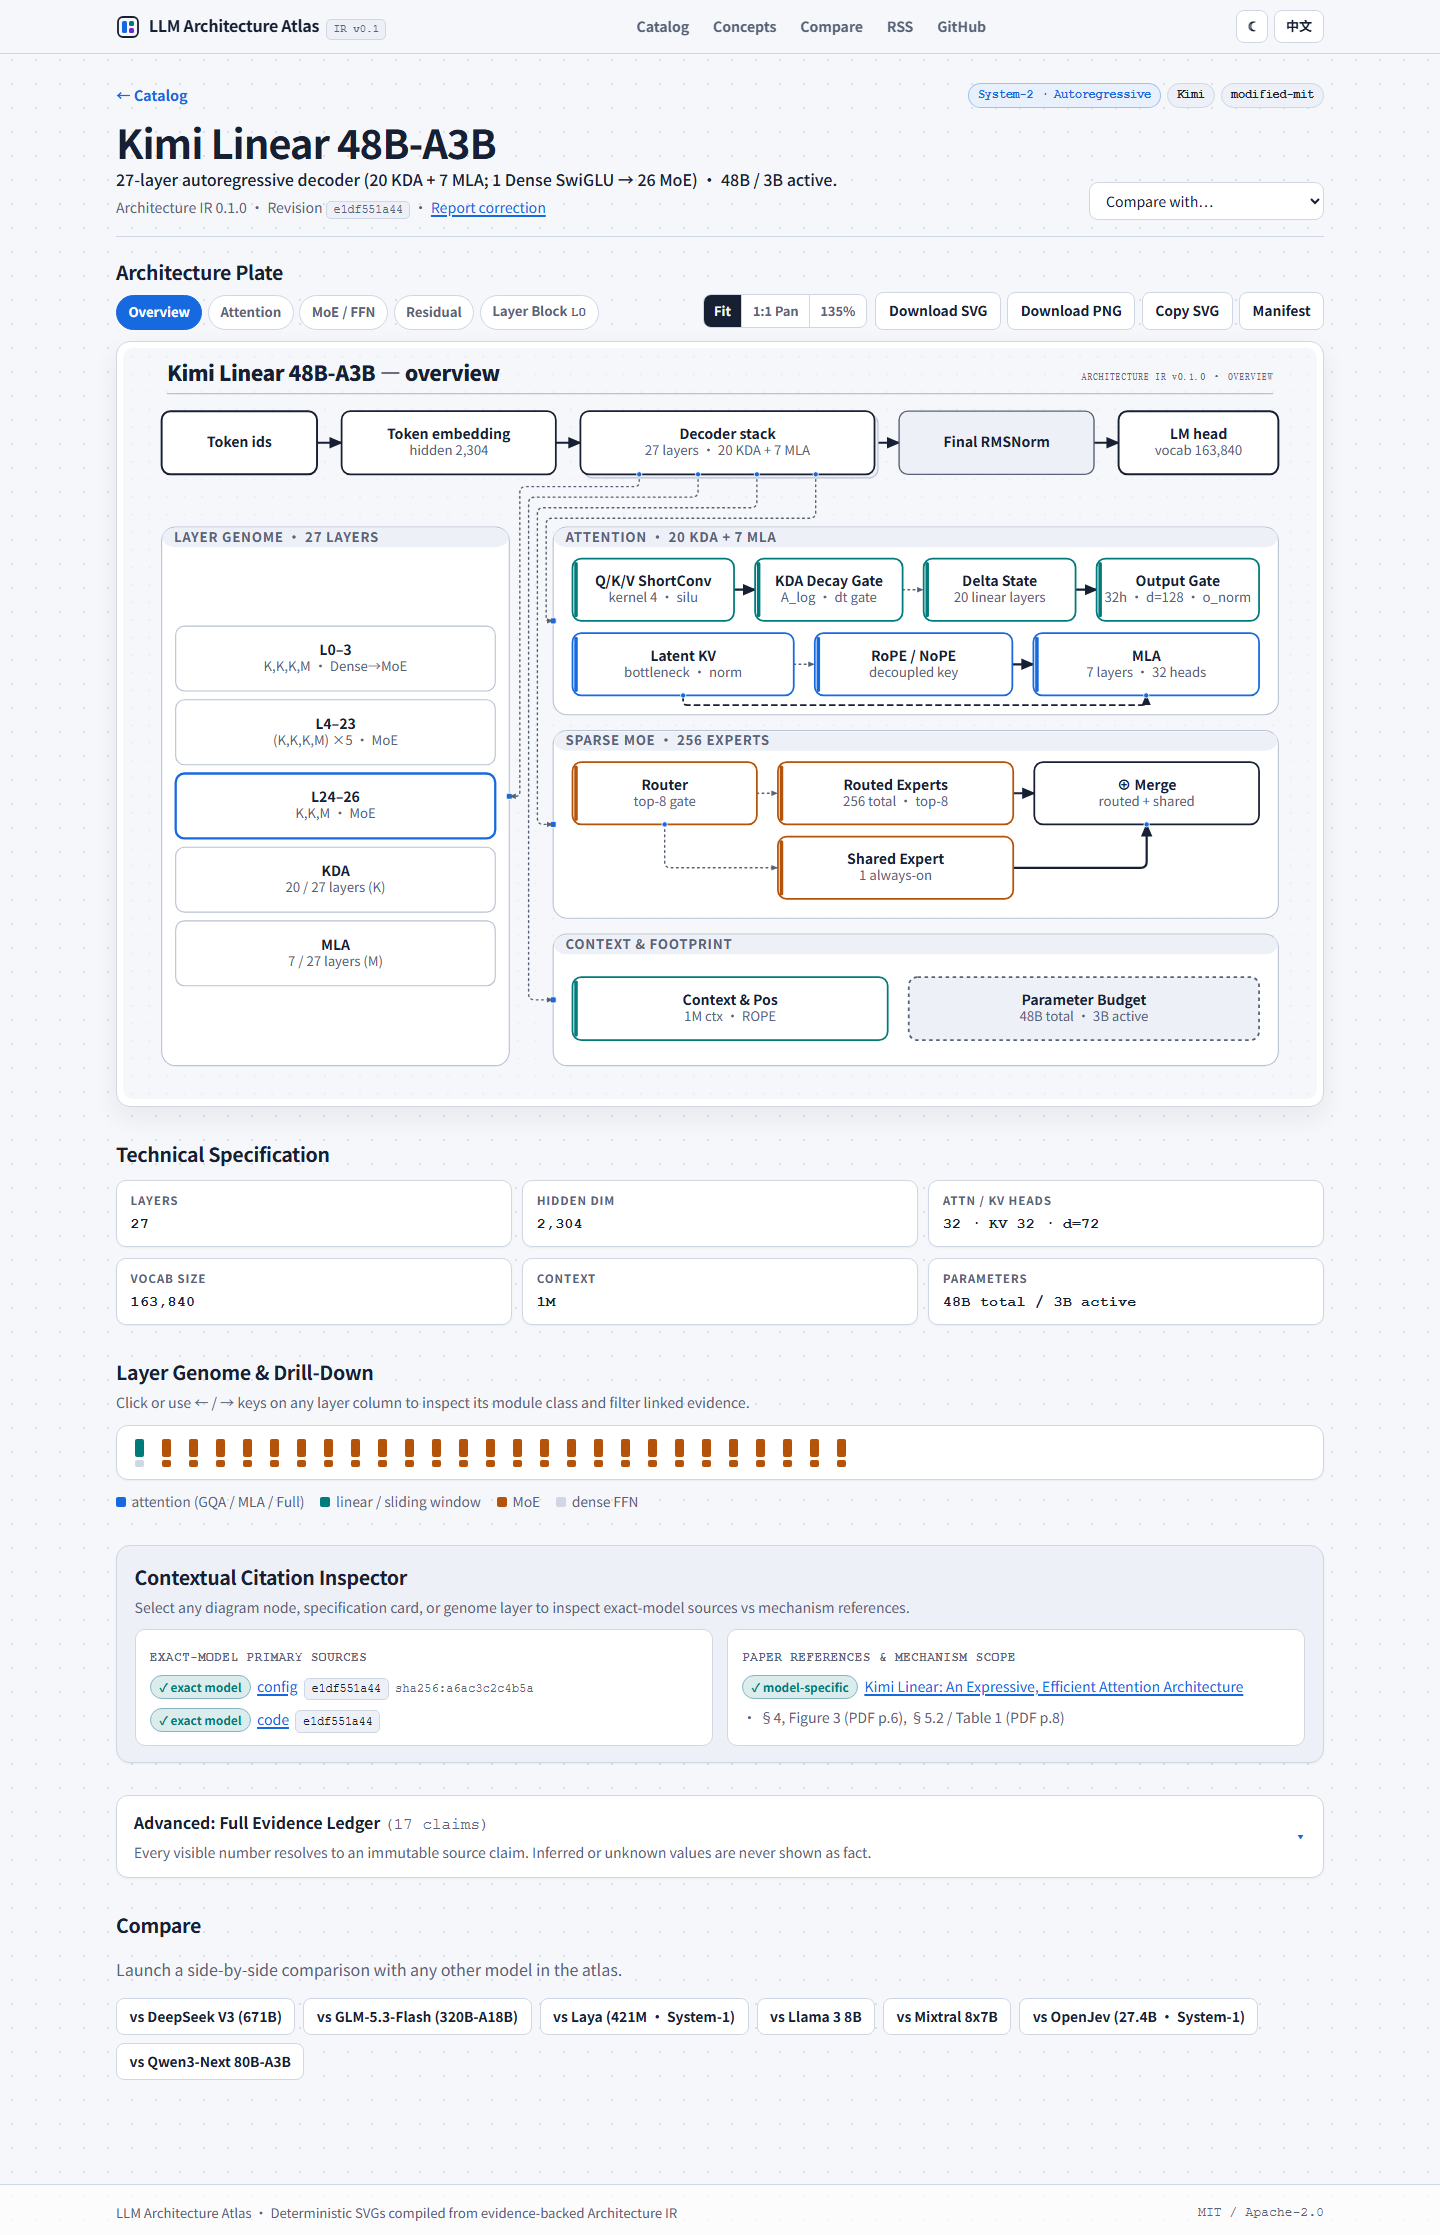 LLM Architecture Atlas IR v0.1
Catalog Concepts Compare RSS GitHub
☾ 中文
← Catalog
System-2 · Autoregressive Kimi modified-mit
Kimi Linear 48B-A3B
27-layer autoregressive decoder (20 KDA + 7 MLA; 1 Dense SwiGLU → 26 MoE) • 48B / 3B active.
Architecture IR 0.1.0 • Revision e1df551a44 • Report correction
Compare with...
Architecture Plate
Overview Attention MoE / FFN Residual Layer Block L0
Fit 1:1 Pan 135% Download SVG Download PNG Copy SVG Manifest
Kimi Linear 48B-A3B — overview
ARCHITECTURE IR v0.1.0 • OVERVIEW
Token ids
Token embedding
hidden 2,304
Decoder stack
27 layers • 20 KDA + 7 MLA
Final RMSNorm
LM head
vocab 163,840
LAYER GENOME • 27 LAYERS
L0–3
K,K,K,M • Dense→MoE
L4–23
(K,K,K,M) ×5 • MoE
L24–26
K,K,M • MoE
KDA
20 / 27 layers (K)
MLA
7 / 27 layers (M)
ATTENTION • 20 KDA + 7 MLA
Q/K/V ShortConv
kernel 4 • silu
KDA Decay Gate
A_log • dt gate
Delta State
20 linear layers
Output Gate
32h • d=128 • o_norm
Latent KV
bottleneck • norm
RoPE / NoPE
decoupled key
MLA
7 layers • 32 heads
SPARSE MOE • 256 EXPERTS
Router
top-8 gate
Routed Experts
256 total • top-8
⊕ Merge
routed + shared
Shared Expert
1 always-on
CONTEXT & FOOTPRINT
Context & Pos
1M ctx • ROPE
Parameter Budget
48B total • 3B active
Technical Specification
LAYERS
27
HIDDEN DIM
2,304
ATTN / KV HEADS
32 · KV 32 · d=72
VOCAB SIZE
163,840
CONTEXT
1M
PARAMETERS
48B total / 3B active
Layer Genome & Drill-Down
Click or use ← / → keys on any layer column to inspect its module class and filter linked evidence.
attention (GQA / MLA / Full) linear / sliding window MoE dense FFN
Contextual Citation Inspector
Select any diagram node, specification card, or genome layer to inspect exact-model sources vs mechanism references.
EXACT-MODEL PRIMARY SOURCES
✓ exact model config e1df551a44 sha256:a6ac3c2c4b5a
✓ exact model code e1df551a44
PAPER REFERENCES & MECHANISM SCOPE
✓ model-specific Kimi Linear: An Expressive, Efficient Attention Architecture
• § 4, Figure 3 (PDF p.6), § 5.2 / Table 1 (PDF p.8)
Advanced: Full Evidence Ledger (17 claims)
Every visible number resolves to an immutable source claim. Inferred or unknown values are never shown as fact.
Compare
Launch a side-by-side comparison with any other model in the atlas.
vs DeepSeek V3 (671B) vs GLM-5.3-Flash (320B-A18B) vs Laya (421M • System-1) vs Llama 3 8B vs Mixtral 8x7B vs OpenJev (27.4B • System-1)
vs Qwen3-Next 80B-A3B
LLM Architecture Atlas • Deterministic SVGs compiled from evidence-backed Architecture IR
MIT / Apache-2.0